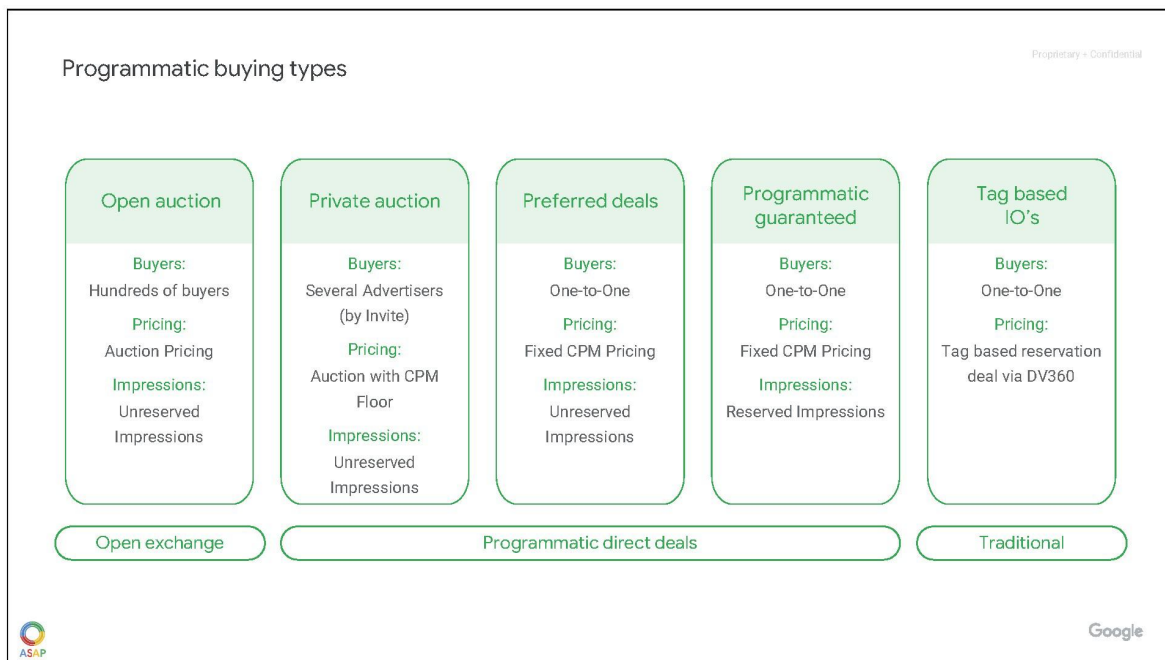 Proprietary + Confidential
Programmatic buying types
Open auction
Buyers:
Hundreds of buyers
Pricing:
Auction Pricing
Impressions:
Unreserved
Impressions
Private auction
Buyers:
Several Advertisers
(by Invite)
Pricing:
Auction with CPM
Floor
Impressions:
Unreserved
Impressions
Preferred deals
Buyers:
One-to-One
Pricing:
Fixed CPM Pricing
Impressions:
Unreserved
Impressions
Programmatic
guaranteed
Buyers:
One-to-One
Pricing:
Fixed CPM Pricing
Impressions:
Reserved Impressions
Tag based
IO's
Buyers:
One-to-One
Pricing:
Tag based reservation
deal via DV360
Open exchange
Programmatic direct deals
Traditional
ASAP
Google